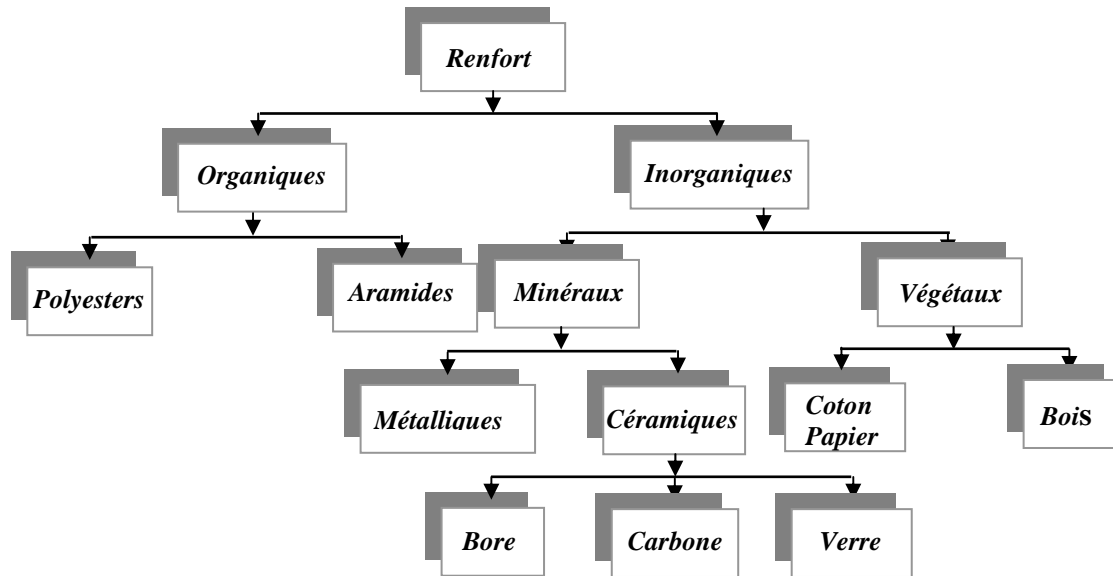 Renfort
Organiques
Inorganiques
Polyesters
Aramides
Minéraux
Végétaux
Métalliques
Céramiques
Coton
Papier
Bois
Bore
Carbone
Verre